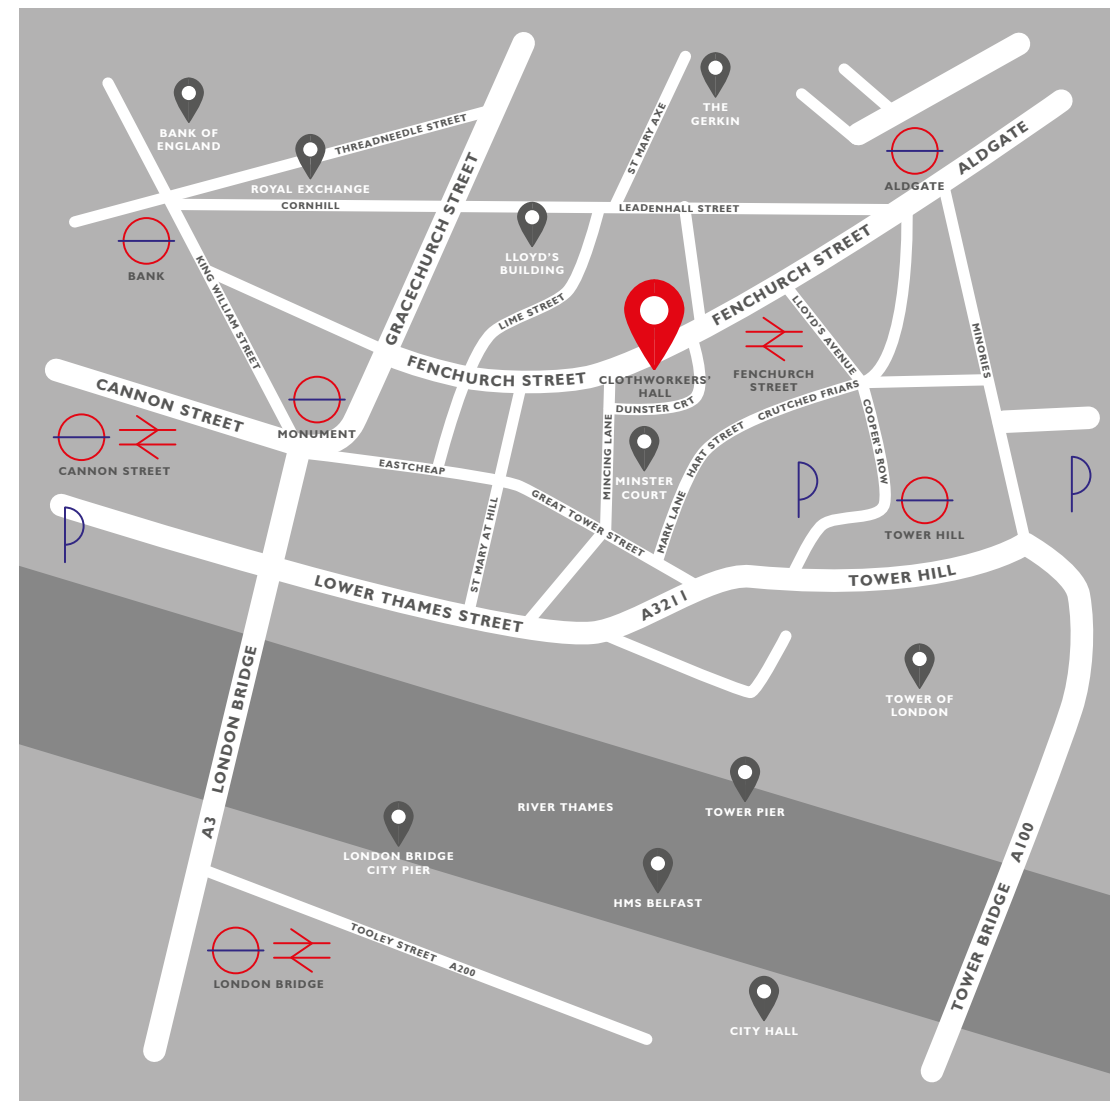 BANK OF
ENGLAND
THE
GERKIN
THREADNEEDLE STREET
ST MARY AXE
ALDGATE
ROYAL EXCHANGE
ALDGATE
CORNHILL
LEADENHALL STREET
GRACECHURCH STREET
BANK
LLOYD'S
BUILDING
FENCHURCH STREET
KING WILLIAM STREET
LIME STREET
LLOYD'S AVENUE
MINORIES
FENCHURCH STREET
CLOTHWORKERS'
HALL
FENCHURCH
STREET
CANNON STREET
DUNSTER CRT
CRUTCHED FRIARS
MONUMENT
HART STREET
COOPER'S ROW
CANNON STREET
EASTCHEAP
MINCING LANE
MINSTER
COURT
GREAT TOWER STREET
MARK LANE
TOWER HILL
ST MARY AT HILL
LOWER THAMES STREET
A3211
TOWER HILL
LONDON BRIDGE
TOWER OF
LONDON
A3
RIVER THAMES
TOWER PIER
LONDON BRIDGE
CITY PIER
A100
HMS BELFAST
TOWER BRIDGE
TOOLEY STREET
A200
LONDON BRIDGE
CITY HALL